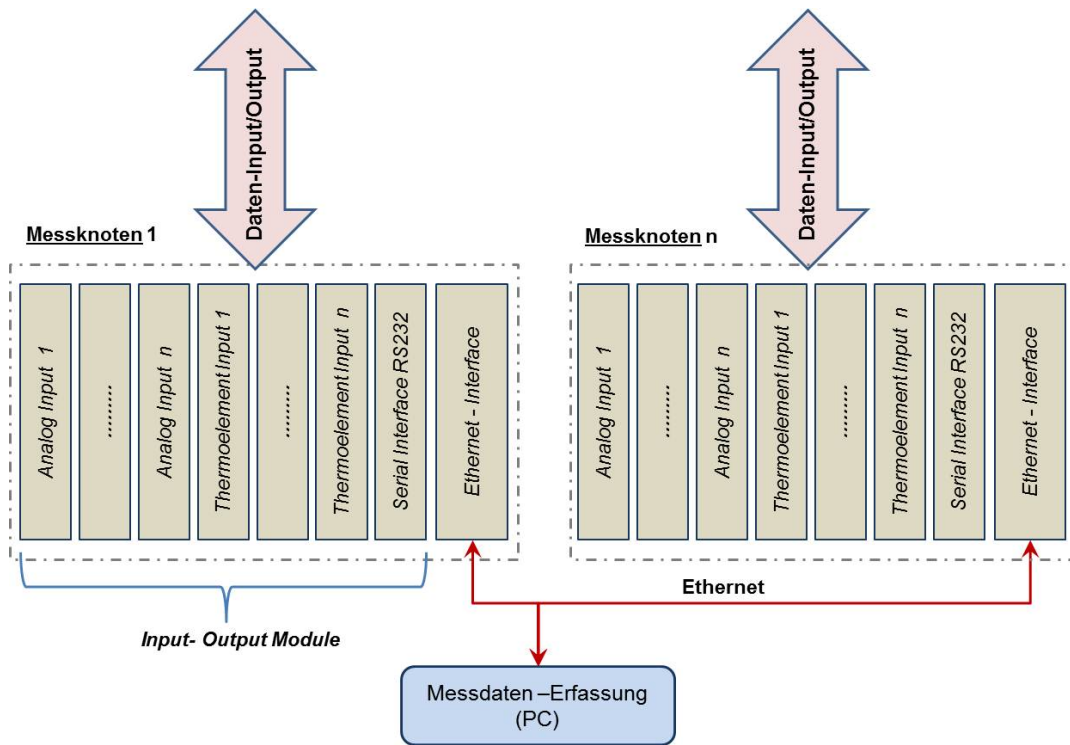 Daten-Input/Output
Daten-Input/Output
Messknoten 1
Messknoten n
Analog Input 1
.........
Analog Input n
Thermoelement Input 1
.........
Thermoelement Input n
Serial Interface RS232
Ethernet - Interface
Analog Input 1
.........
Analog Input n
Thermoelement Input 1
.........
Thermoelement Input n
Serial Interface RS232
Ethernet - Interface
Ethernet
Input- Output Module
Messdaten –Erfassung
(PC)